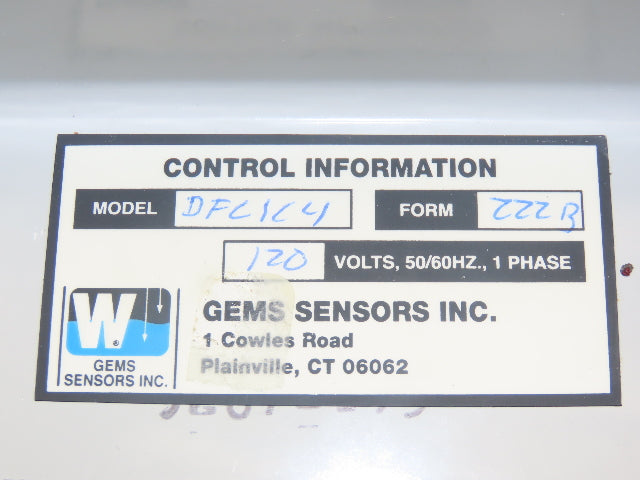 CONTROL INFORMATION
MODEL DFC1C4 FORM 222B
120 VOLTS, 50/60HZ., 1 PHASE
W®
GEMS
SENSORS INC.
GEMS SENSORS INC.
1 Cowles Road
Plainville, CT 06062